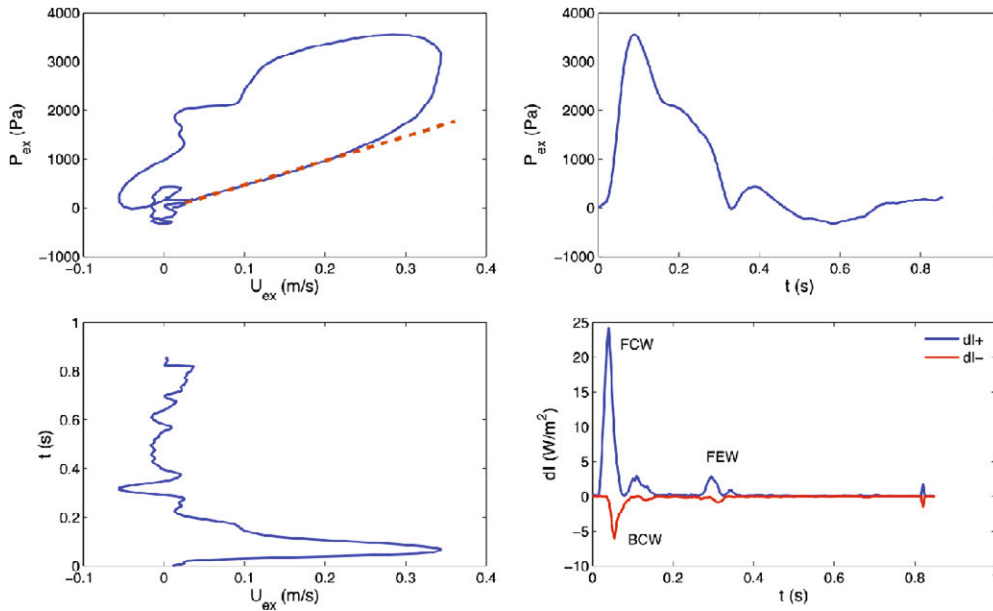 4000
3000
2000
1000
0
−1000
P_ex (Pa)
−0.1 0 0.1 0.2 0.3 0.4
U_ex (m/s)
4000
3000
2000
1000
0
−1000
P_ex (Pa)
0 0.2 0.4 0.6 0.8 1
t (s)
1
0.8
0.6
0.4
0.2
0
t (s)
−0.1 0 0.1 0.2 0.3 0.4
U_ex (m/s)
25
20
15
10
5
0
−5
−10
dI (W/m²)
FCW
dI+
dI−
FEW
BCW
0 0.2 0.4 0.6 0.8
t (s)